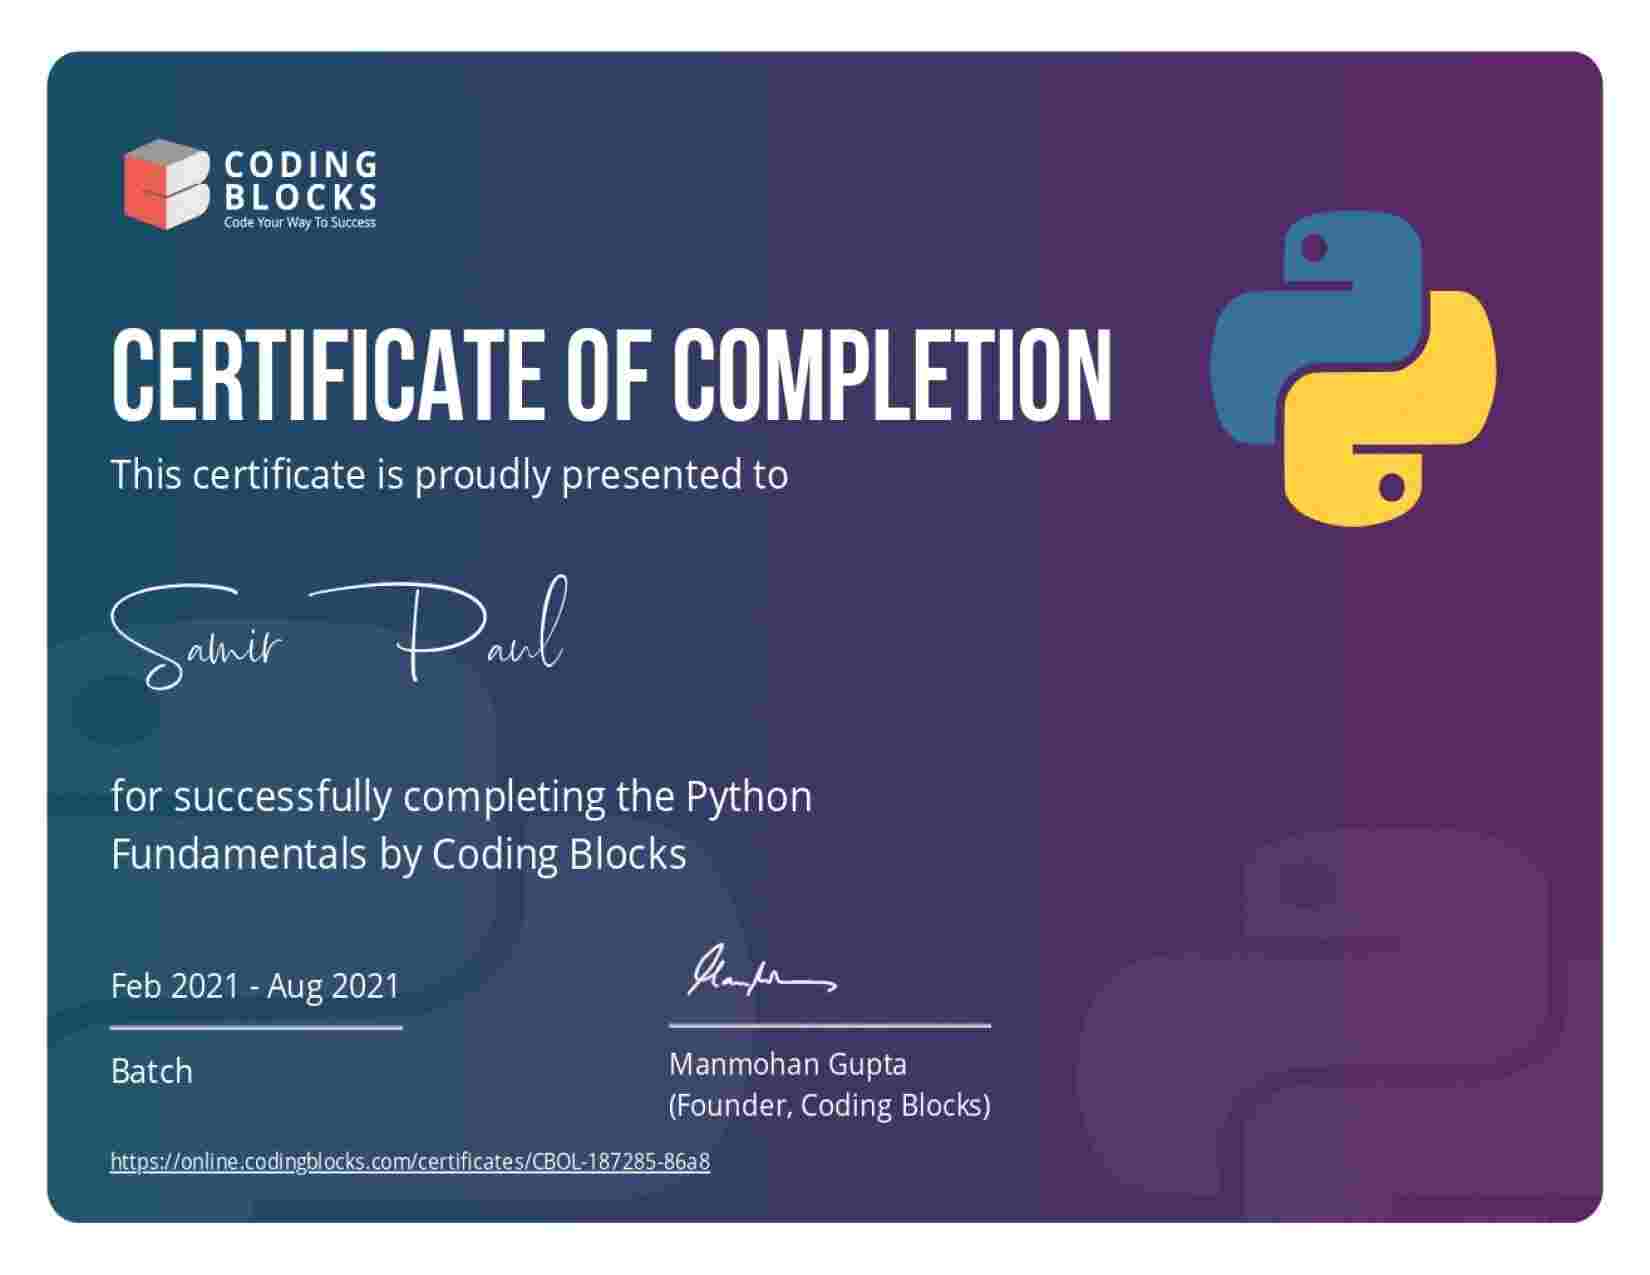 CODING
BLOCKS
Code Your Way To Success
CERTIFICATE OF COMPLETION
This certificate is proudly presented to
Samir Paul
for successfully completing the Python
Fundamentals by Coding Blocks
Feb 2021 - Aug 2021
Batch
Manmohan Gupta
(Founder, Coding Blocks)
https://online.codingblocks.com/certificates/CBOL-187285-86a8